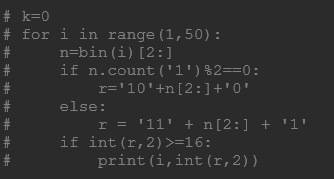 # k=0
# for i in range(1,50):
#     n=bin(i)[2:]
#     if n.count('1')%2==0:
#         r='10'+n[2:]+'0'
#     else:
#         r = '11' + n[2:] + '1'
#     if int(r,2)>=16:
#         print(i,int(r,2))